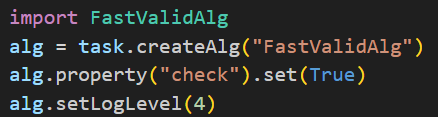 import FastValidAlg
alg = task.createAlg("FastValidAlg")
alg.property("check").set(True)
alg.setLogLevel(4)